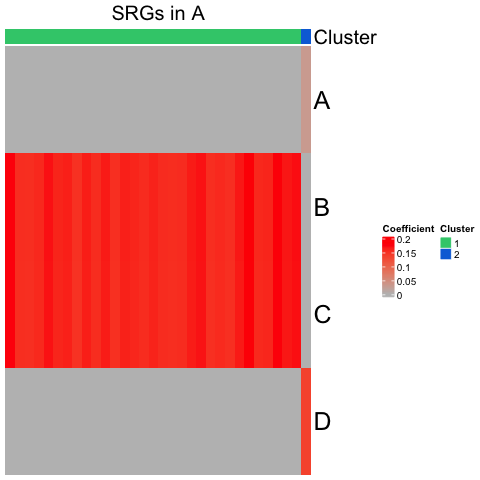 SRGs in A
Cluster
A
B
C
D
Coefficient
0.2
0.15
0.1
0.05
0
Cluster
1
2